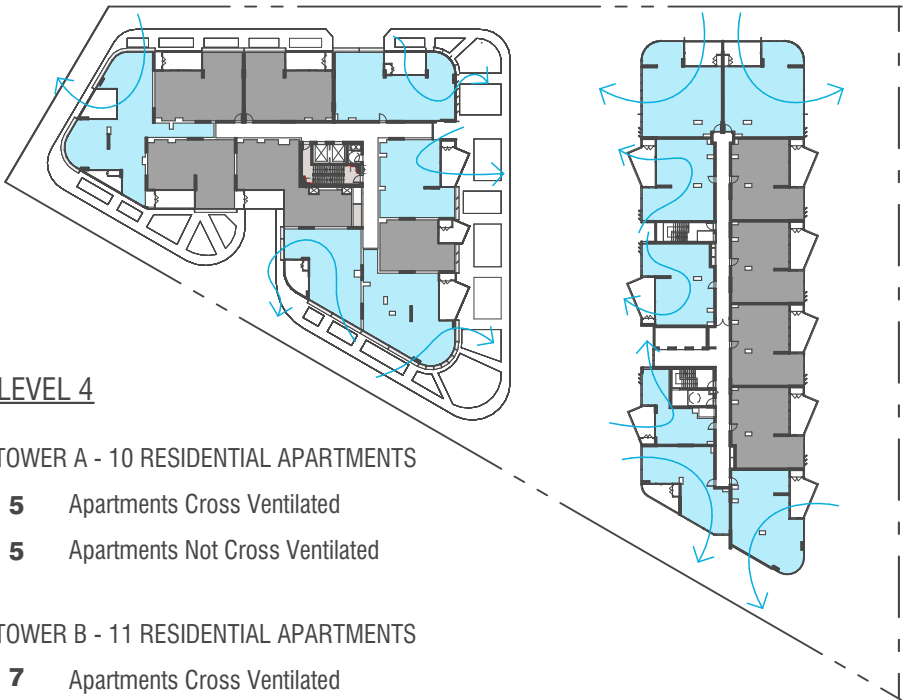 LEVEL 4
TOWER A - 10 RESIDENTIAL APARTMENTS
5 Apartments Cross Ventilated
5 Apartments Not Cross Ventilated
TOWER B - 11 RESIDENTIAL APARTMENTS
7 Apartments Cross Ventilated